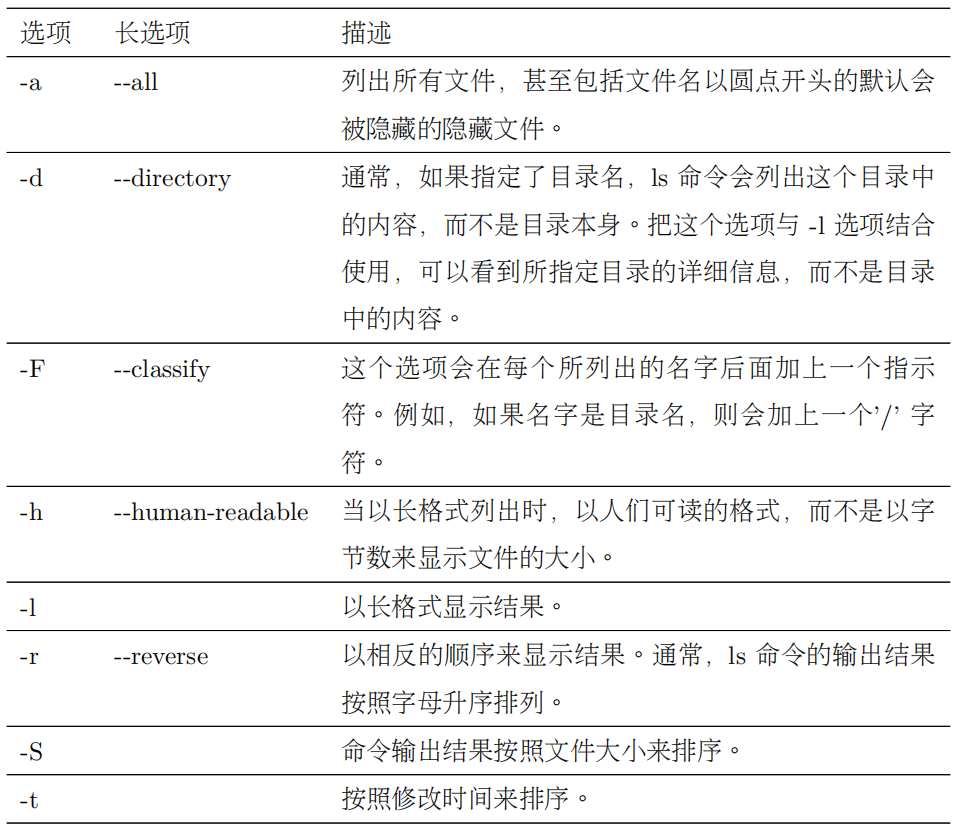 选项 长选项 描述
-a --all 列出所有文件，甚至包括文件名以圆点开头的默认会
被隐藏的隐藏文件。
-d --directory 通常，如果指定了目录名，ls 命令会列出这个目录中
的内容，而不是目录本身。把这个选项与 -l 选项结合
使用，可以看到所指定目录的详细信息，而不是目录
中的内容。
-F --classify 这个选项会在每个所列出的名字后面加上一个指示
符。例如，如果名字是目录名，则会加上一个’/’ 字
符。
-h --human-readable 当以长格式列出时，以人们可读的格式，而不是以字
节数来显示文件的大小。
-l 以长格式显示结果。
-r --reverse 以相反的顺序来显示结果。通常，ls 命令的输出结果
按照字母升序排列。
-S 命令输出结果按照文件大小来排序。
-t 按照修改时间来排序。